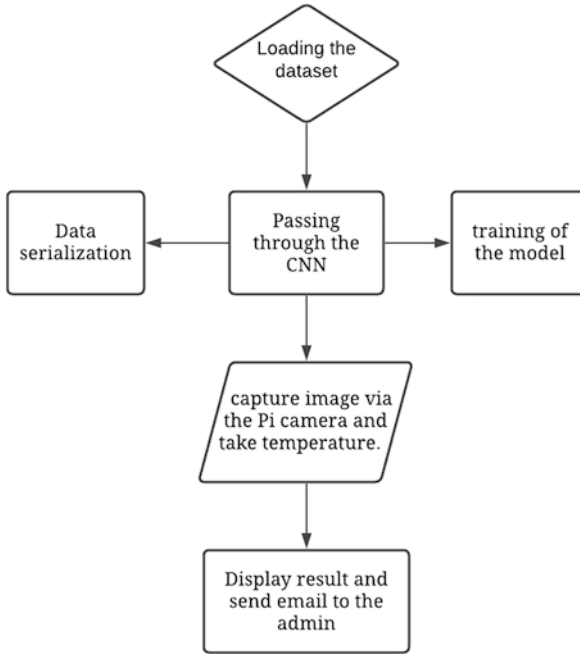 Loading the
dataset
Data
serialization
Passing
through the
CNN
training of
the model
capture image via
the Pi camera and
take temperature.
Display result and
send email to the
admin